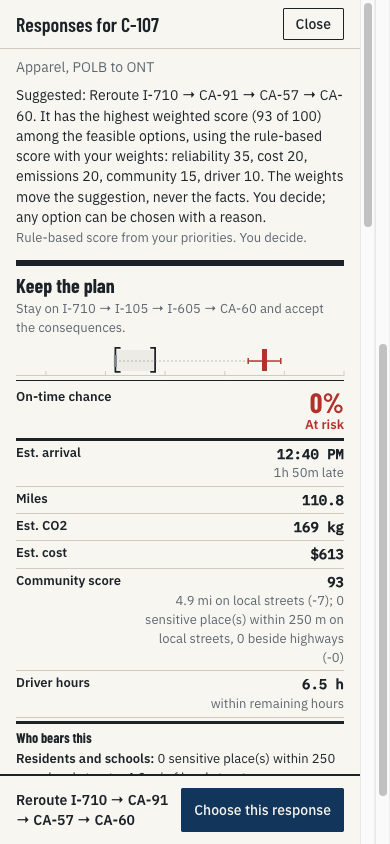 Responses for C-107
Close
Apparel, POLB to ONT
Suggested: Reroute I-710 → CA-91 → CA-57 → CA-
60. It has the highest weighted score (93 of 100)
among the feasible options, using the rule-based
score with your weights: reliability 35, cost 20,
emissions 20, community 15, driver 10. The weights
move the suggestion, never the facts. You decide;
any option can be chosen with a reason.
Rule-based score from your priorities. You decide.
Keep the plan
Stay on I-710 → I-105 → I-605 → CA-60 and accept
the consequences.
On-time chance
0%
At risk
Est. arrival
12:40 PM
1h 50m late
Miles
110.8
Est. CO2
169 kg
Est. cost
$613
Community score
93
4.9 mi on local streets (-7); 0
sensitive place(s) within 250 m on
local streets, 0 beside highways
(-0)
Driver hours
6.5 h
within remaining hours
Who bears this
Residents and schools: 0 sensitive place(s) within 250
Reroute I-710 → CA-91
→ CA-57 → CA-60
Choose this response